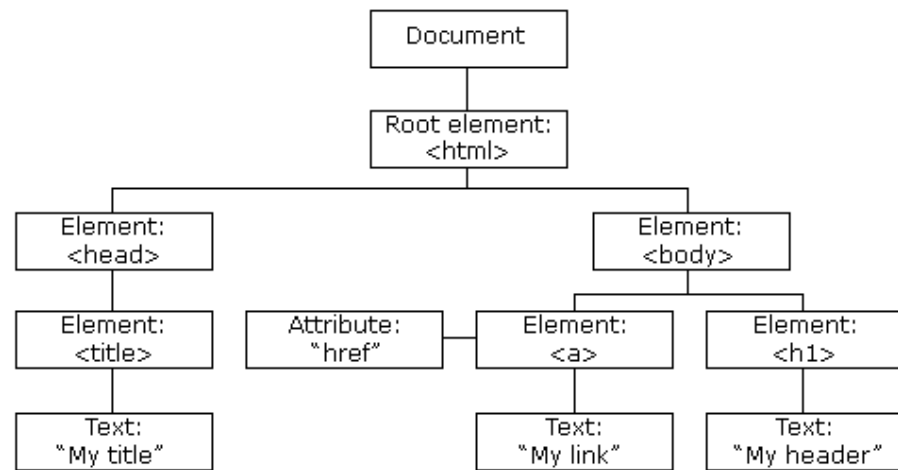 Document
Root element:
<html>
Element:
<head>
Element:
<body>
Element:
<title>
Attribute:
“href”
Element:
<a>
Element:
<h1>
Text:
“My title”
Text:
“My link”
Text:
“My header”